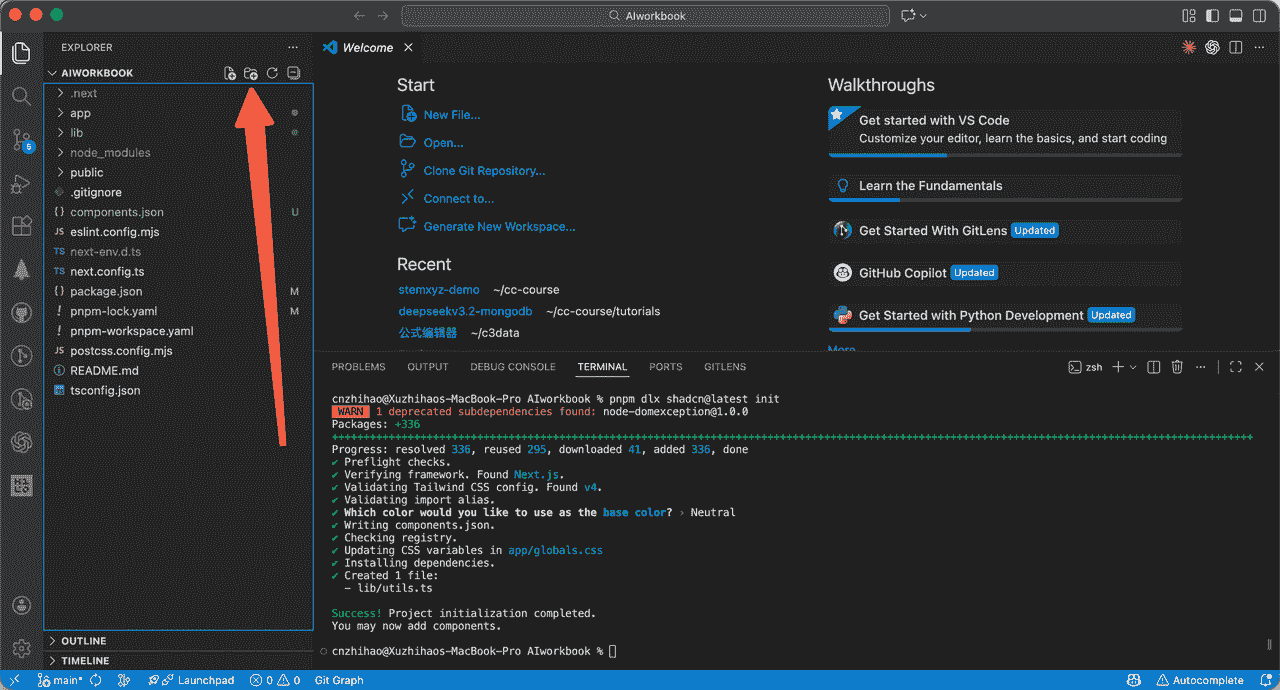 AIworkbook
EXPLORER
AIWORKBOOK
.next
app
lib
node_modules
public
.gitignore
{} components.json U
JS eslint.config.mjs
TS next-env.d.ts
TS next.config.ts
{} package.json M
! pnpm-lock.yaml M
! pnpm-workspace.yaml
JS postcss.config.mjs
README.md
tsconfig.json
OUTLINE
TIMELINE
6
Welcome
Start
New File...
Open...
Clone Git Repository...
Connect to...
Generate New Workspace...
Recent
stemxyz-demo ~/cc-course
deepseekv3.2-mongodb ~/cc-course/tutorials
公式编辑器 ~/c3data
Walkthroughs
Get started with VS Code
Customize your editor, learn the basics, and start coding
Learn the Fundamentals
Get Started With GitLens Updated
GitHub Copilot Updated
Get Started with Python Development Updated
More...
PROBLEMS OUTPUT DEBUG CONSOLE TERMINAL PORTS GITLENS
zsh
cnzhihao@Xuzhihaos-MacBook-Pro AIworkbook % pnpm dlx shadcn@latest init
WARN 1 deprecated subdependencies found: node-domexception@1.0.0
Packages: +336
++++++++++++++++++++++++++++++++++++++++++++++++++++++++++++++++++++++++++++++++++++++++++++++++++++++++++++++++++++++++++++++++++++++++++++++++++
Progress: resolved 336, reused 295, downloaded 41, added 336, done
✔ Preflight checks.
✔ Verifying framework. Found Next.js.
✔ Validating Tailwind CSS config. Found v4.
✔ Validating import alias.
✔ Which color would you like to use as the base color? › Neutral
✔ Writing components.json.
✔ Checking registry.
✔ Updating CSS variables in app/globals.css
✔ Installing dependencies.
✔ Created 1 file:
- lib/utils.ts
Success! Project initialization completed.
You may now add components.
cnzhihao@Xuzhihaos-MacBook-Pro AIworkbook %
main* Launchpad 0 0 Git Graph Autocomplete